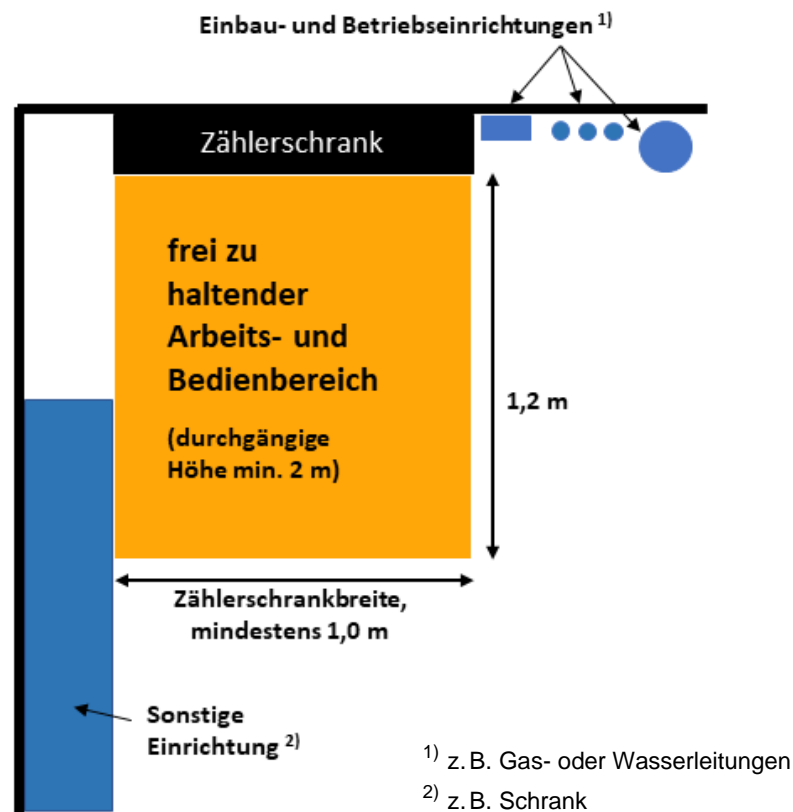 Einbau- und Betriebseinrichtungen 1)
Zählerschrank
frei zu
haltender
Arbeits- und
Bedienbereich
(durchgängige
Höhe min. 2 m)
1,2 m
Zählerschrankbreite,
mindestens 1,0 m
Sonstige
Einrichtung 2)
1) z.B. Gas- oder Wasserleitungen
2) z.B. Schrank